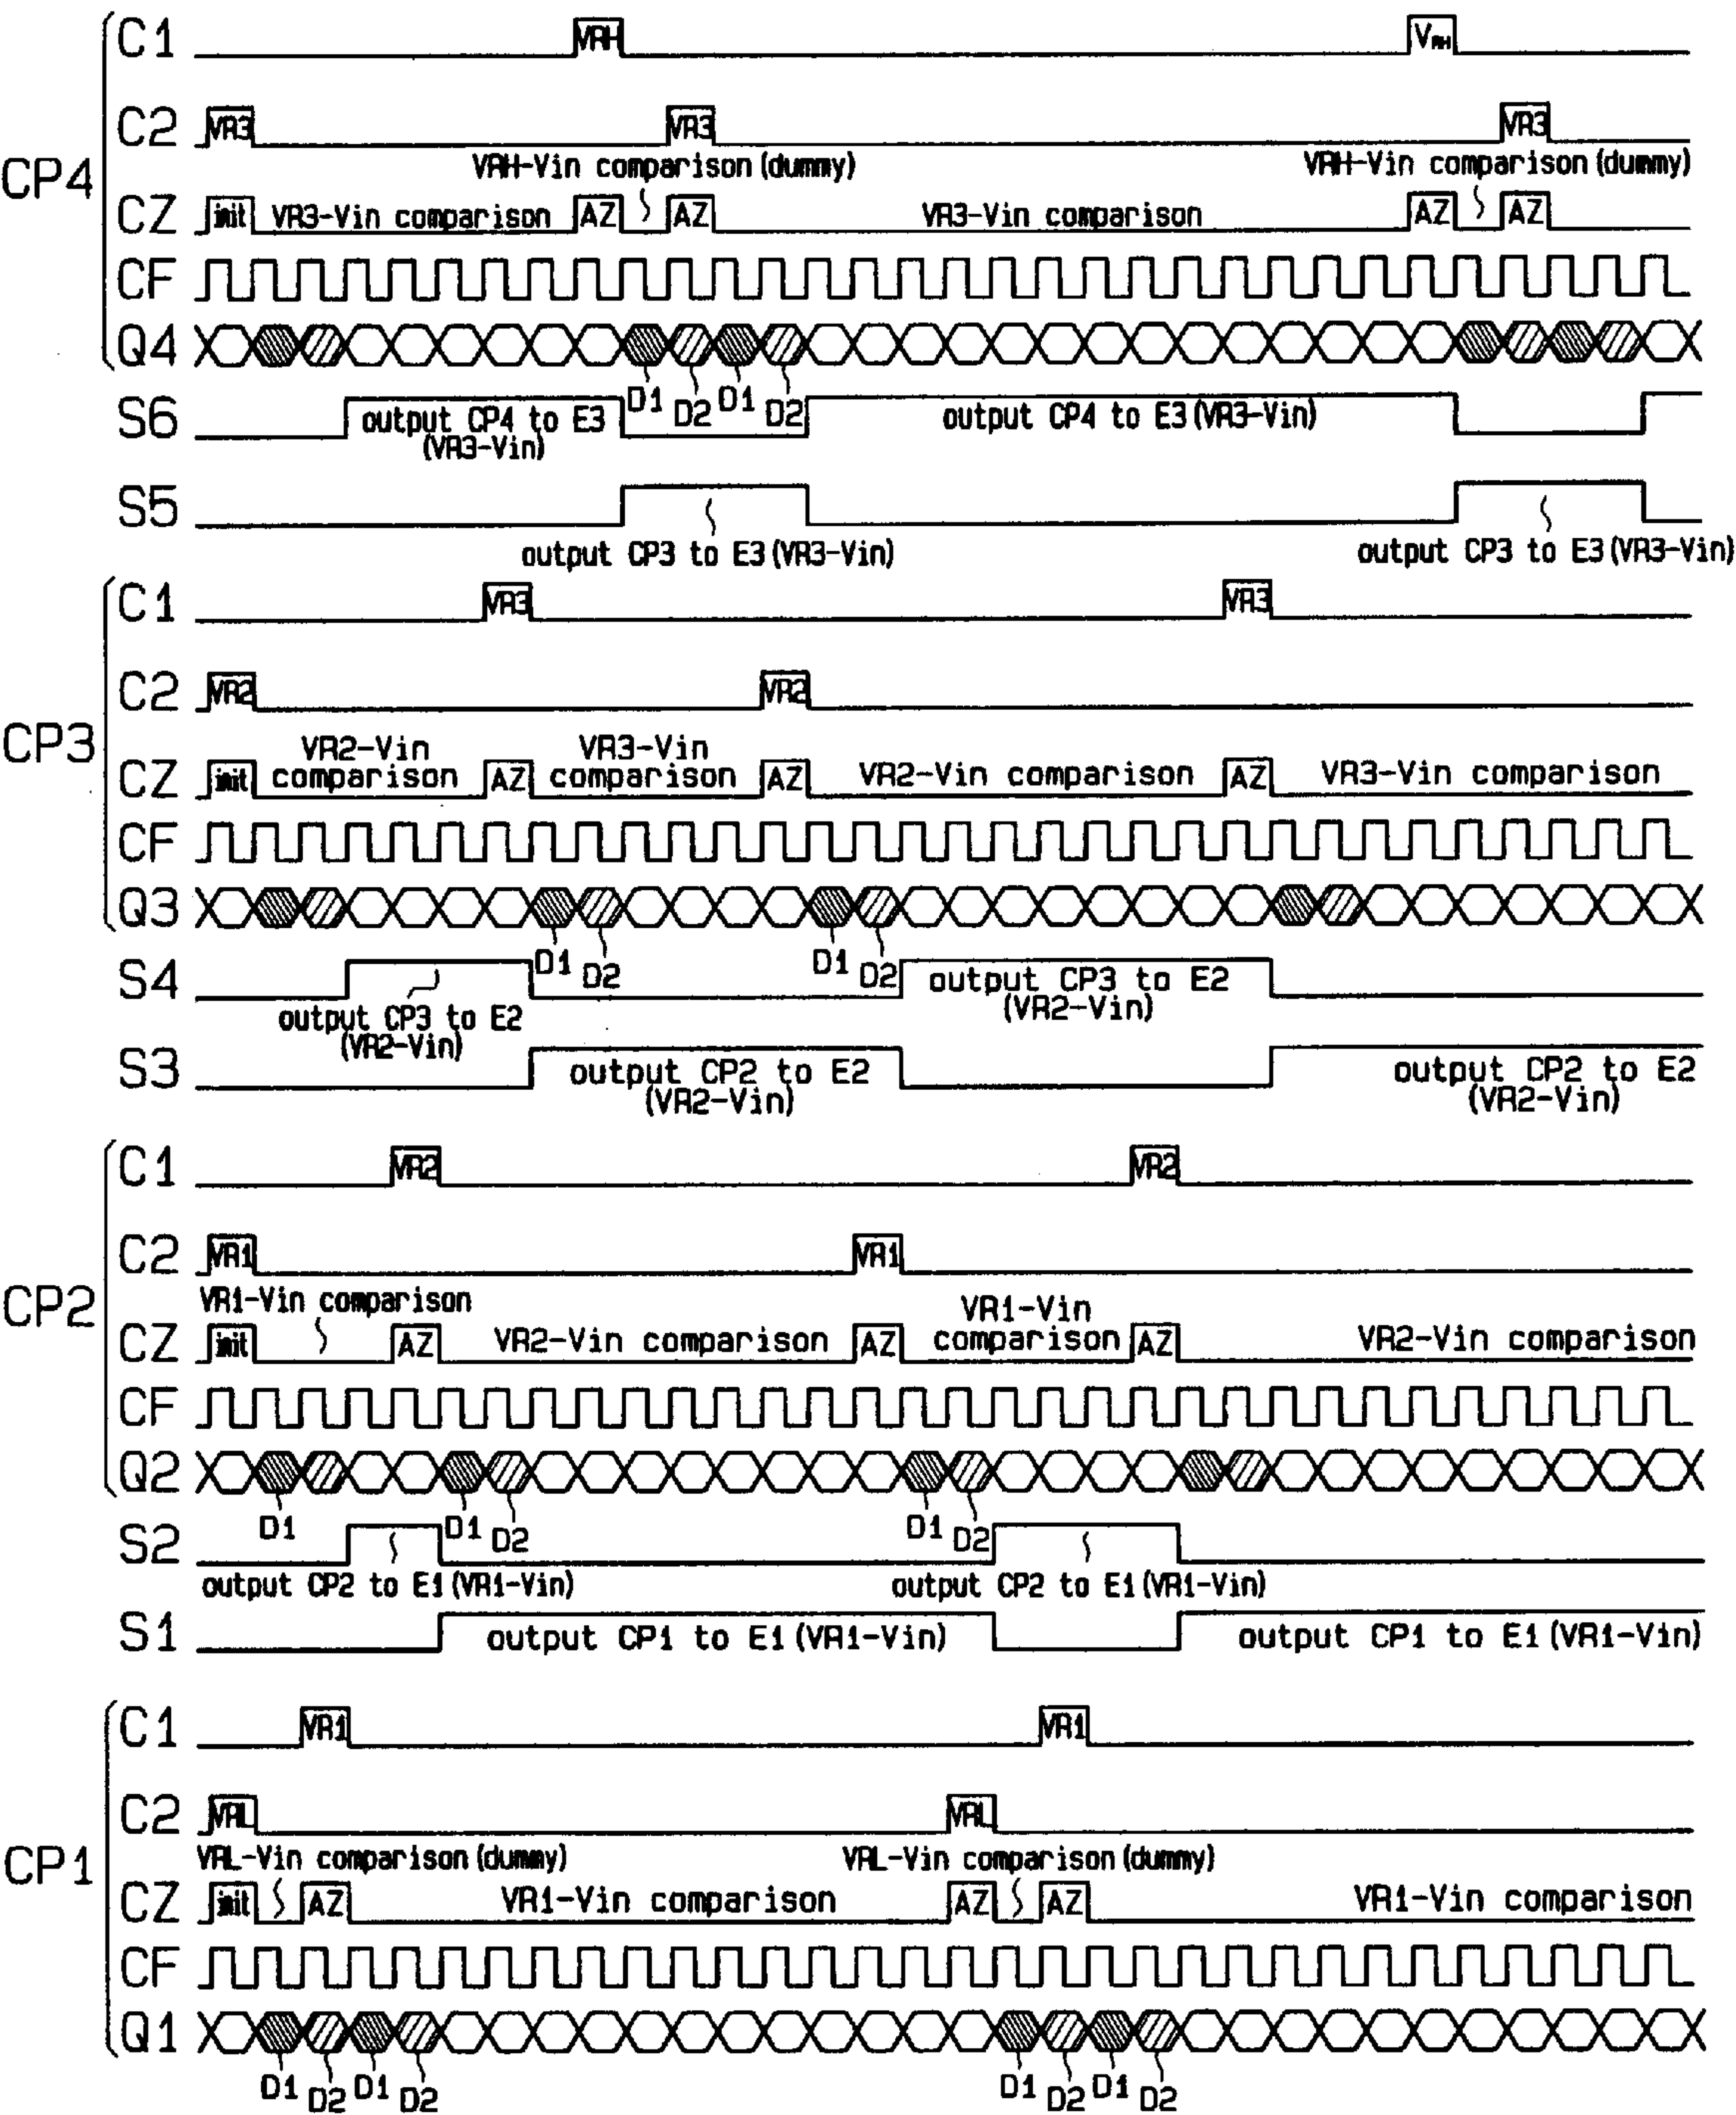 C1 VRH VRH
C2 VR3 VR3 VR3
CP4
VRH-Vin comparison (dummy) VRH-Vin comparison (dummy)
CZ init VR3-Vin comparison AZ AZ VR3-Vin comparison AZ AZ
CF
Q4
D1 D2 D1 D2
S6 output CP4 to E3 (VR3-Vin) output CP4 to E3 (VR3-Vin)
S5
output CP3 to E3 (VR3-Vin) output CP3 to E3 (VR3-Vin)
C1 VR3 VR3
C2 VR2 VR2
CP3
VR2-Vin VR3-Vin
CZ init comparison AZ comparison AZ VR2-Vin comparison AZ VR3-Vin comparison
CF
Q3
D1 D2 D1 D2
S4 output CP3 to E2
(VR2-Vin)
output CP3 to E2
(VR2-Vin)
S3 output CP2 to E2 output CP2 to E2
(VR2-Vin) (VR2-Vin)
C1 VR2 VR2
C2 VR1 VR1
CP2
VR1-Vin comparison VR1-Vin
CZ init AZ VR2-Vin comparison AZ comparison AZ VR2-Vin comparison
CF
Q2
D1 D1 D2 D1 D2
S2
output CP2 to E1 (VR1-Vin) output CP2 to E1 (VR1-Vin)
S1 output CP1 to E1 (VR1-Vin) output CP1 to E1 (VR1-Vin)
C1 VR1 VR1
C2 VRL VRL
CP1
VRL-Vin comparison (dummy) VRL-Vin comparison (dummy)
CZ init AZ VR1-Vin comparison AZ AZ VR1-Vin comparison
CF
Q1
D1 D2 D1 D2 D1 D2 D1 D2